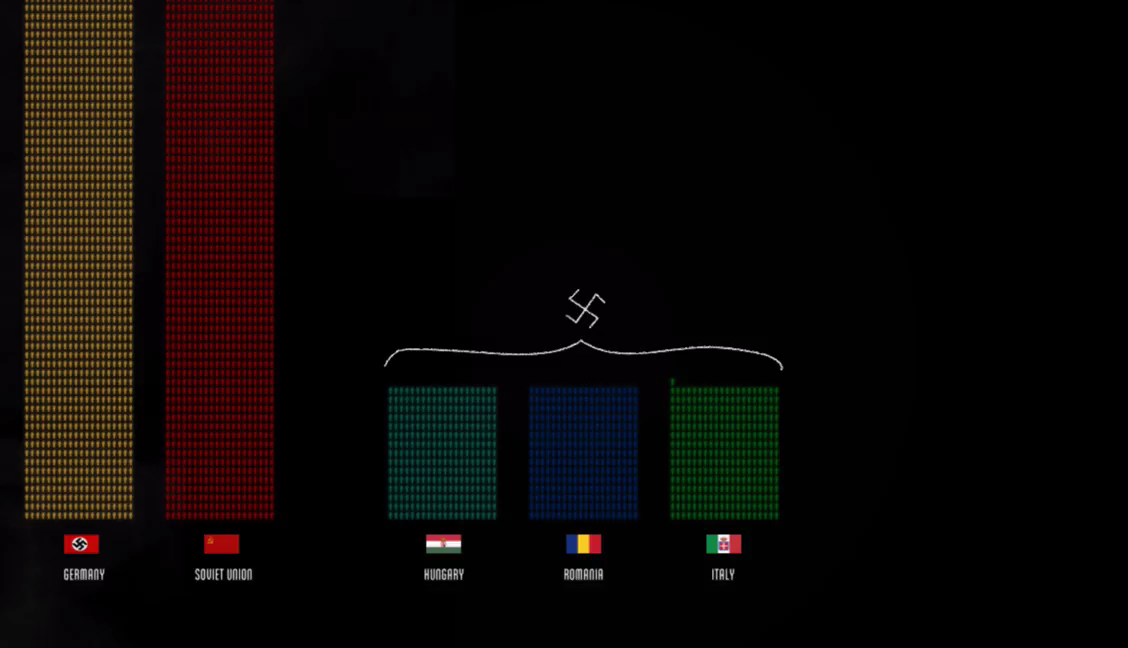 GERMANY
SOVIET UNION
HUNGARY
ROMANIA
ITALY